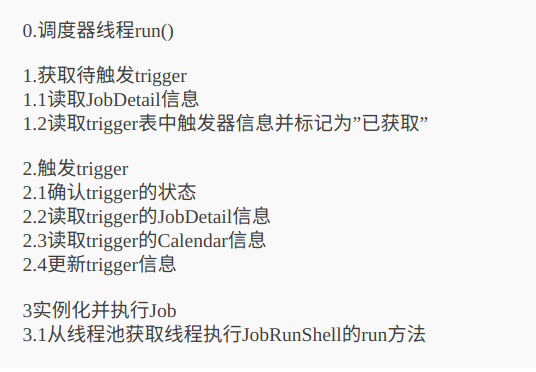 0.调度器线程run()
1.获取待触发trigger
1.1读取JobDetail信息
1.2读取trigger表中触发器信息并标记为”已获取”
2.触发trigger
2.1确认trigger的状态
2.2读取trigger的JobDetail信息
2.3读取trigger的Calendar信息
2.4更新trigger信息
3实例化并执行Job
3.1从线程池获取线程执行JobRunShell的run方法